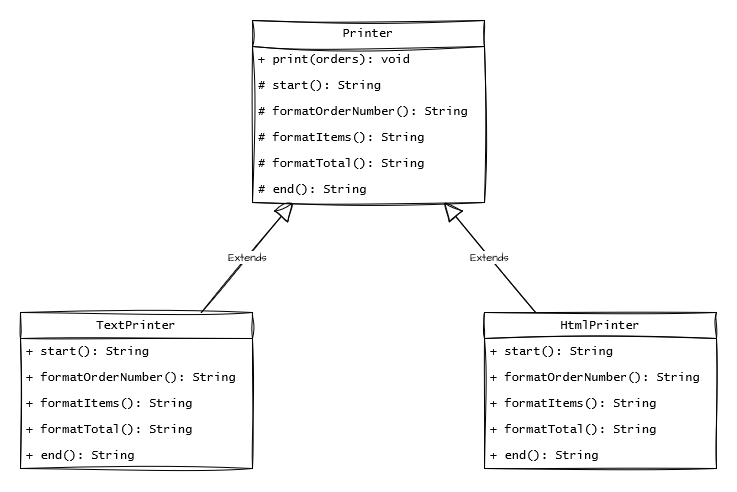 Printer
+ print(orders): void
# start(): String
# formatOrderNumber(): String
# formatItems(): String
# formatTotal(): String
# end(): String
Extends
Extends
TextPrinter
+ start(): String
+ formatOrderNumber(): String
+ formatItems(): String
+ formatTotal(): String
+ end(): String
HtmlPrinter
+ start(): String
+ formatOrderNumber(): String
+ formatItems(): String
+ formatTotal(): String
+ end(): String